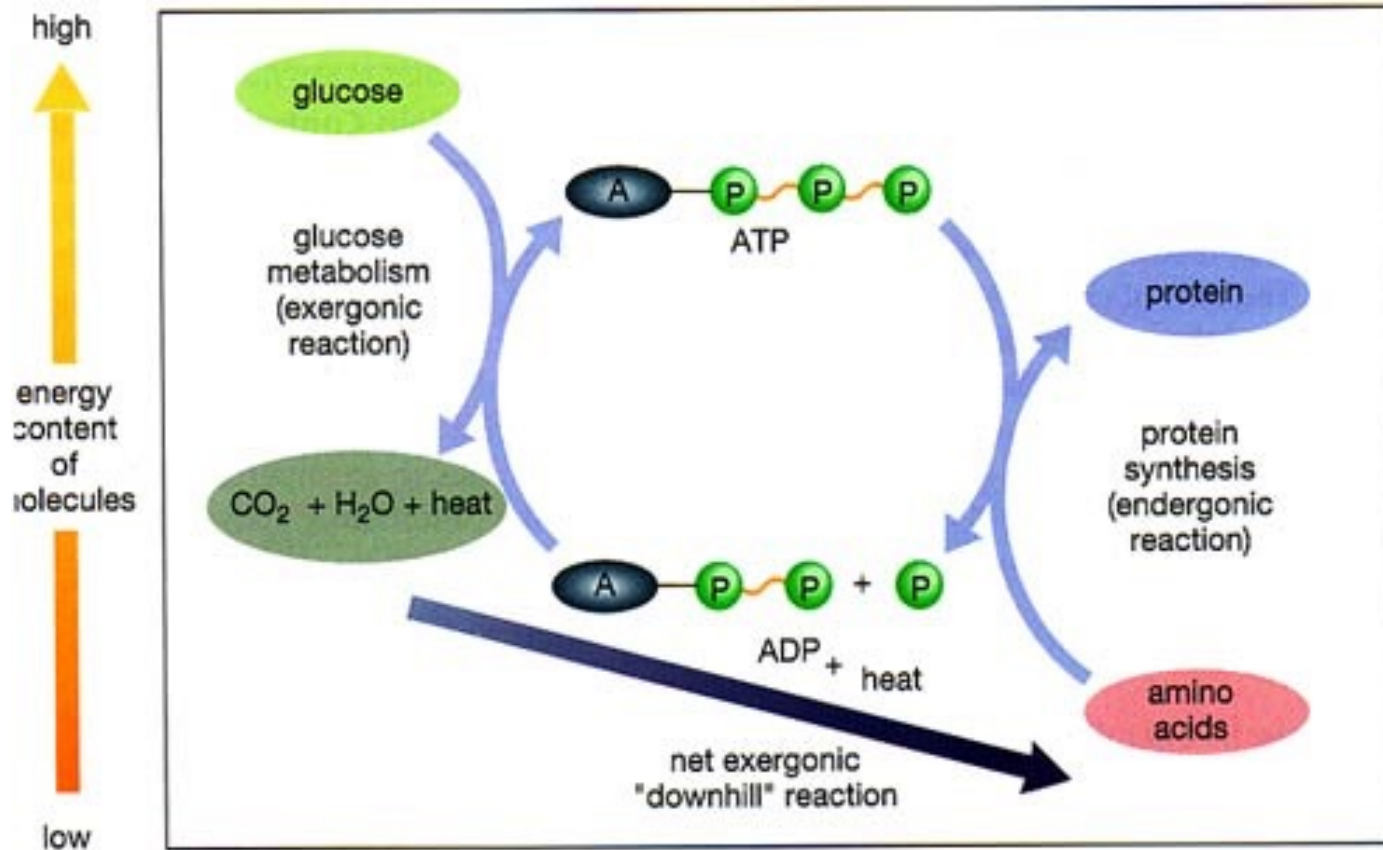 high
energy
content
of
molecules
low
glucose
glucose
metabolism
(exergonic
reaction)
CO₂ + H₂O + heat
A P P P
ATP
A P P + P
ADP + heat
protein
protein
synthesis
(endergonic
reaction)
amino
acids
net exergonic
"downhill" reaction